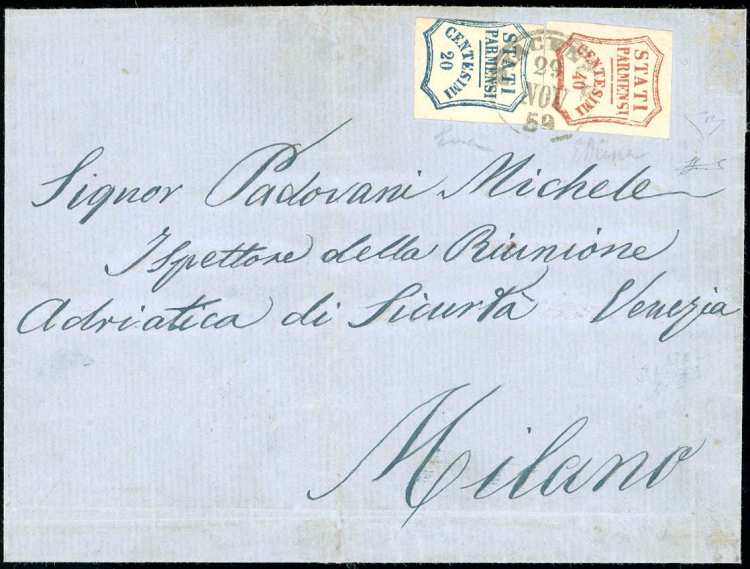 STATI
PARMENSI
CENTESIMI
20
STATI
PARMENSI
CENTESIMI
40
29
NOV
59
Signor Padovani Michele
Ispettore della Riunione
Adriatica di Sicurtà Venezia
Milano